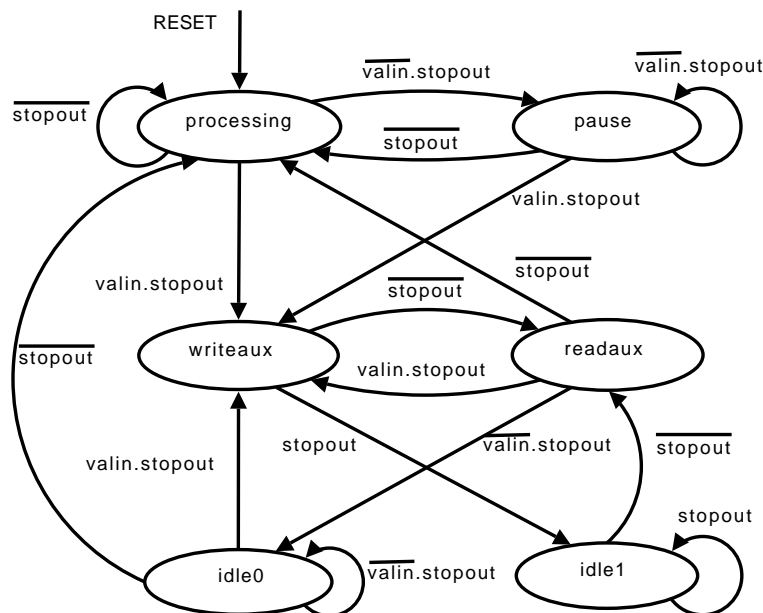 RESET
valin.stopout
valin.stopout
stopout
processing
pause
stopout
valin.stopout
stopout
valin.stopout
stopout
writeaux
readaux
stopout
valin.stopout
stopout
valin.stopout
stopout
valin.stopout
stopout
idle0
valin.stopout
idle1